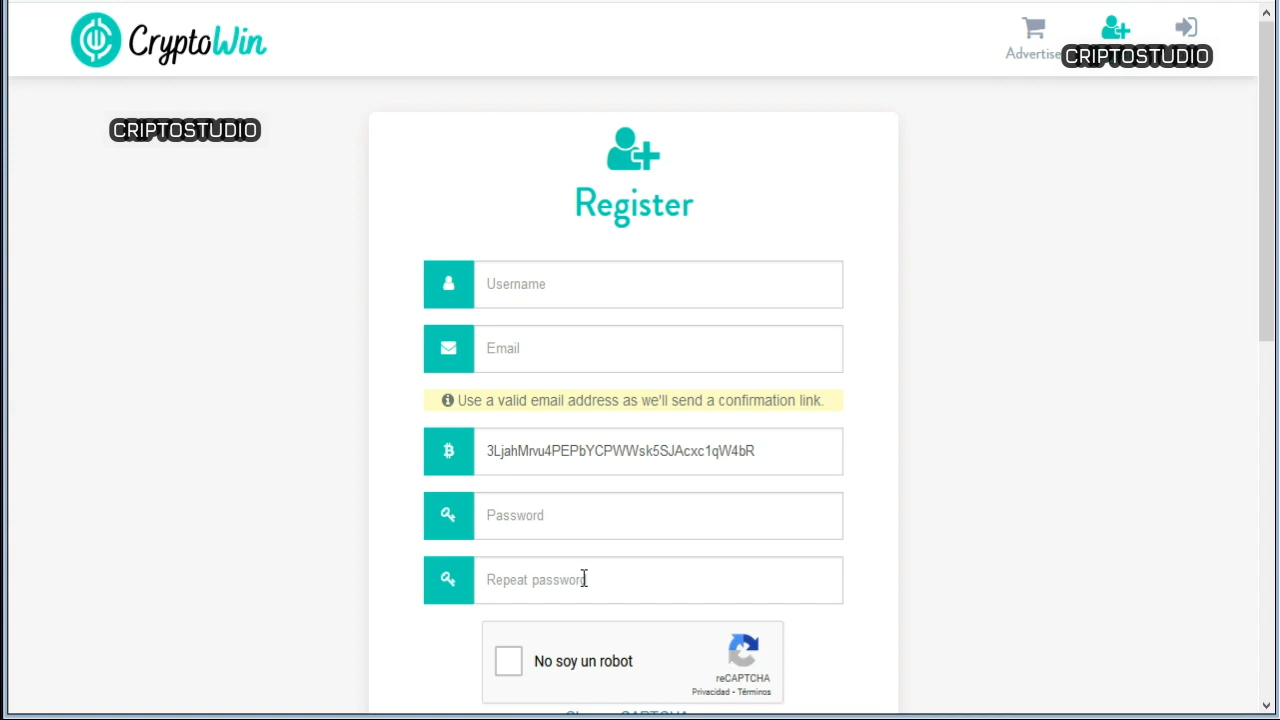 CryptoWin
Advertise
CRIPTOSTUDIO
CRIPTOSTUDIO
Register
Username
Email
Use a valid email address as we'll send a confirmation link.
3LjahMrvu4PEPbYCPWWsk5SJAcxc1qW4bR
Password
Repeat password
No soy un robot
reCAPTCHA
Privacidad - Términos